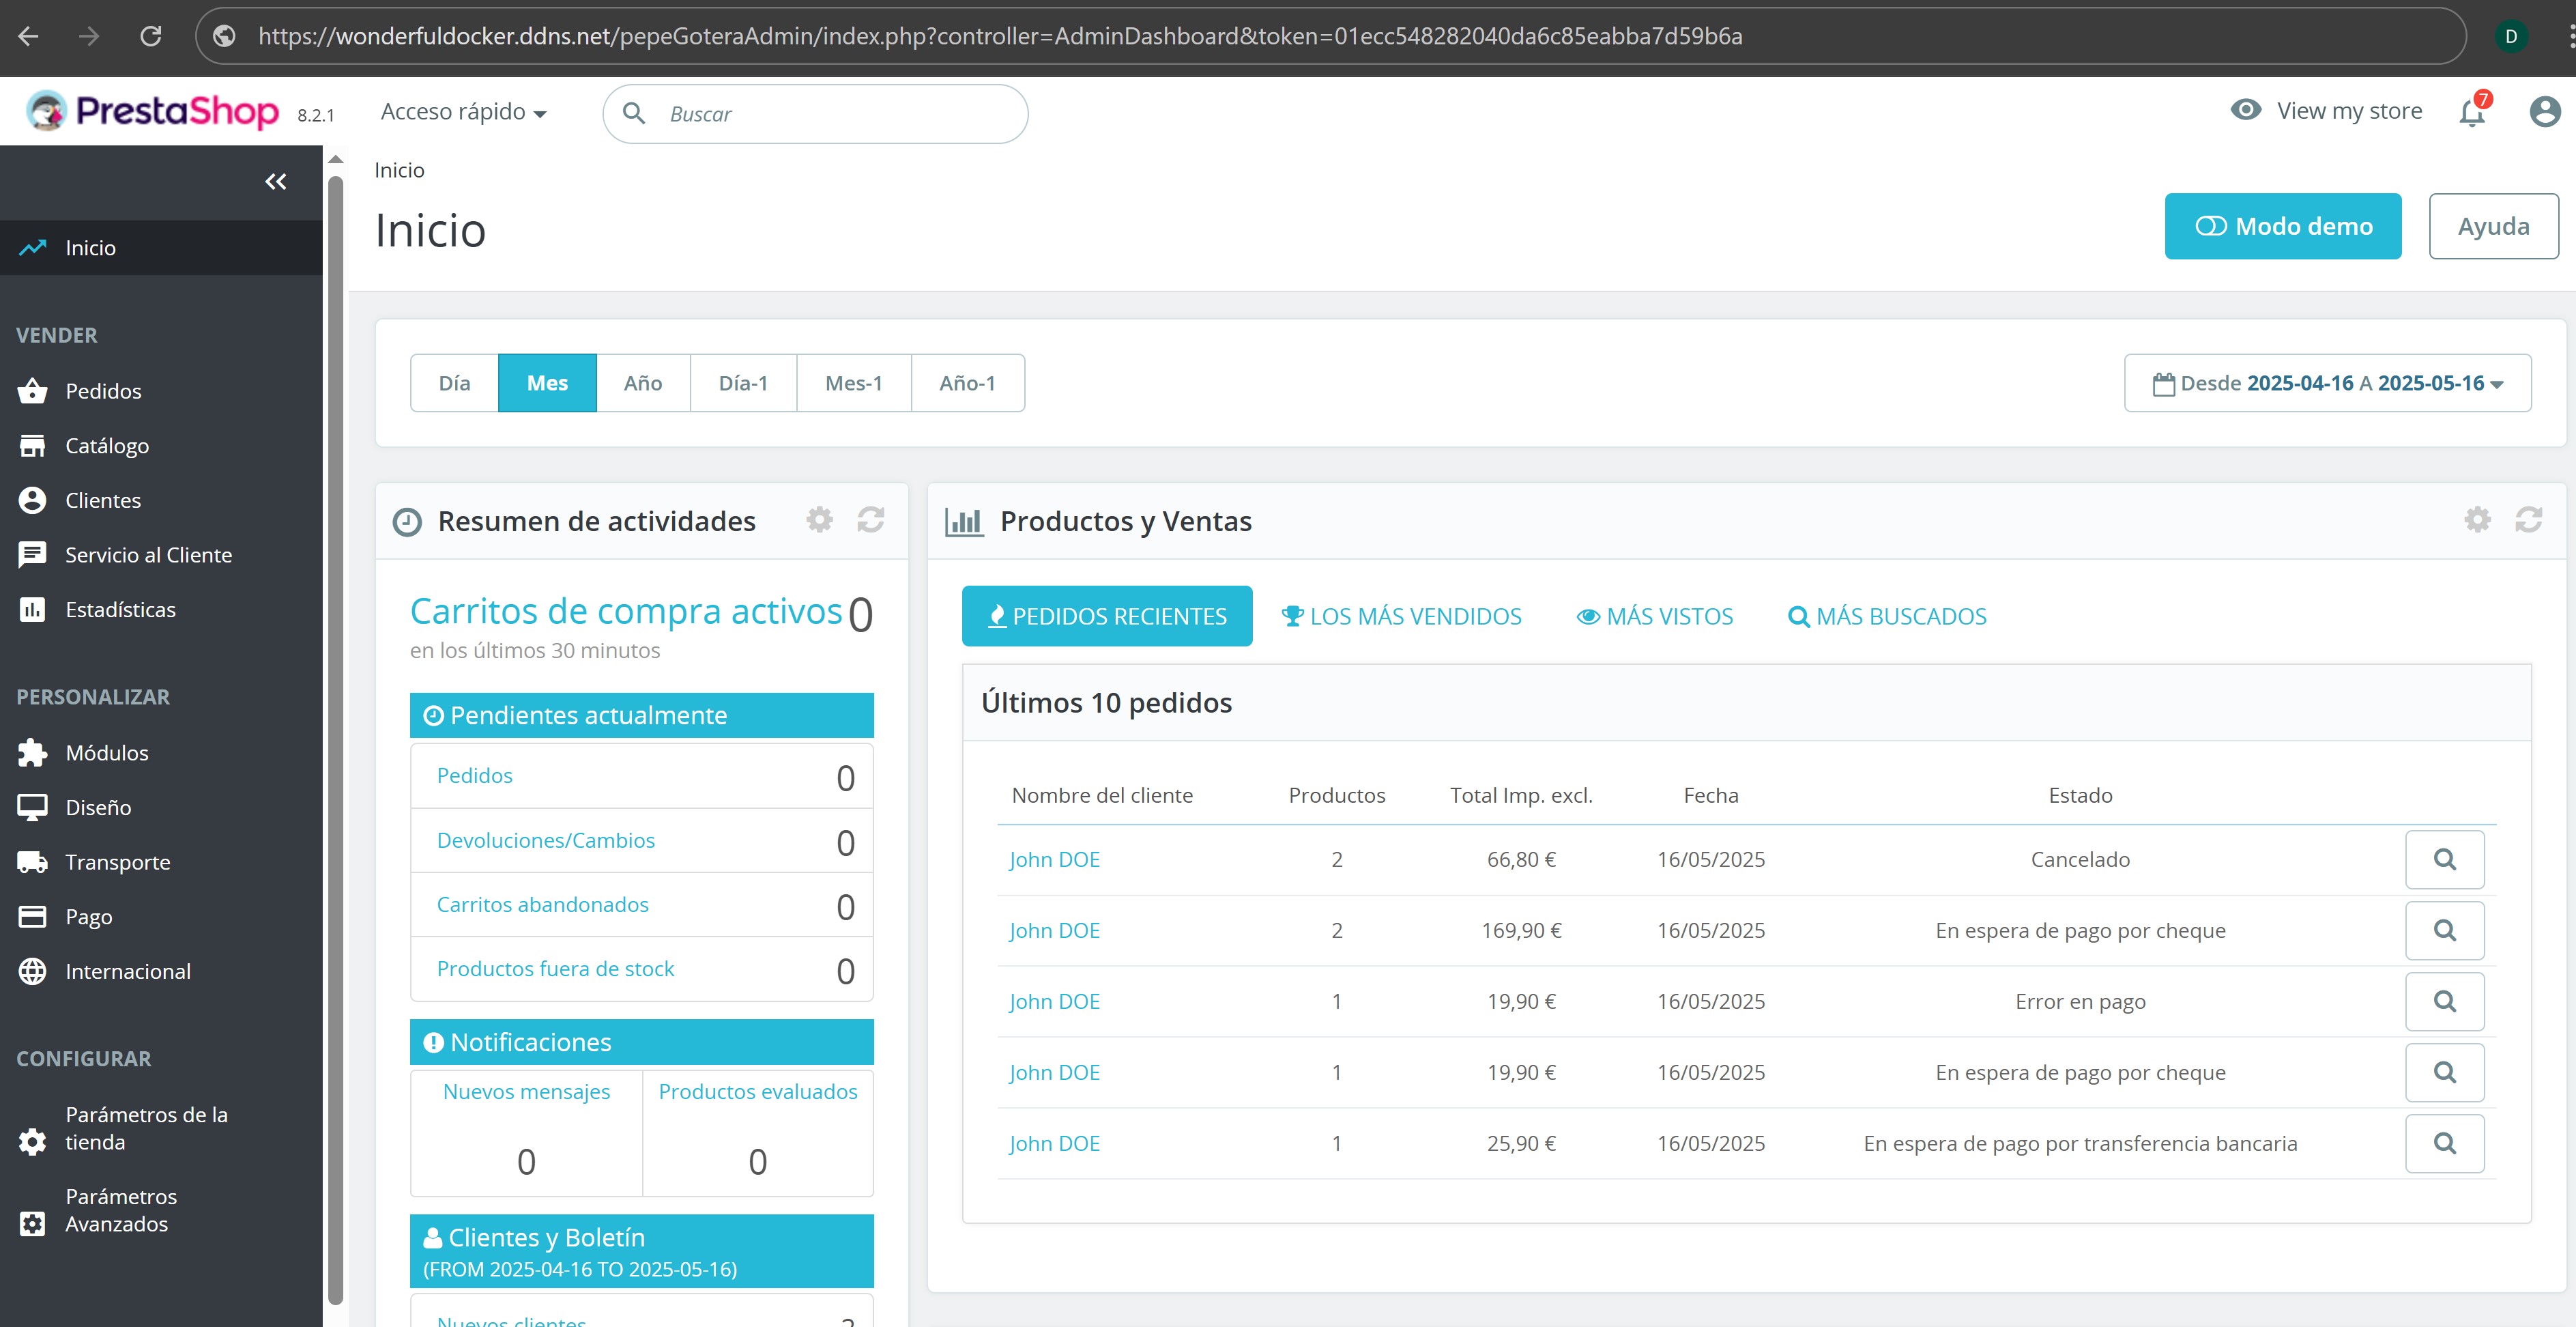 https://wonderfuldocker.ddns.net/pepeGoteraAdmin/index.php?controller=AdminDashboard&token=01ecc548282040da6c85eabba7d59b6a
D
PrestaShop 8.2.1
Acceso rápido
Buscar
View my store
7
Inicio
Inicio
Modo demo
Ayuda
Inicio
VENDER
Pedidos
Catálogo
Clientes
Servicio al Cliente
Estadísticas
PERSONALIZAR
Módulos
Diseño
Transporte
Pago
Internacional
CONFIGURAR
Parámetros de la
tienda
Parámetros
Avanzados
Día Mes Año Día-1 Mes-1 Año-1
Desde 2025-04-16 A 2025-05-16
Resumen de actividades
Carritos de compra activos 0
en los últimos 30 minutos
Pendientes actualmente
Pedidos 0
Devoluciones/Cambios 0
Carritos abandonados 0
Productos fuera de stock 0
Notificaciones
Nuevos mensajes Productos evaluados
0 0
Clientes y Boletín
(FROM 2025-04-16 TO 2025-05-16)
Nuevos clientes
Productos y Ventas
PEDIDOS RECIENTES LOS MÁS VENDIDOS MÁS VISTOS MÁS BUSCADOS
Últimos 10 pedidos
Nombre del cliente Productos Total Imp. excl. Fecha Estado
John DOE 2 66,80 € 16/05/2025 Cancelado
John DOE 2 169,90 € 16/05/2025 En espera de pago por cheque
John DOE 1 19,90 € 16/05/2025 Error en pago
John DOE 1 19,90 € 16/05/2025 En espera de pago por cheque
John DOE 1 25,90 € 16/05/2025 En espera de pago por transferencia bancaria